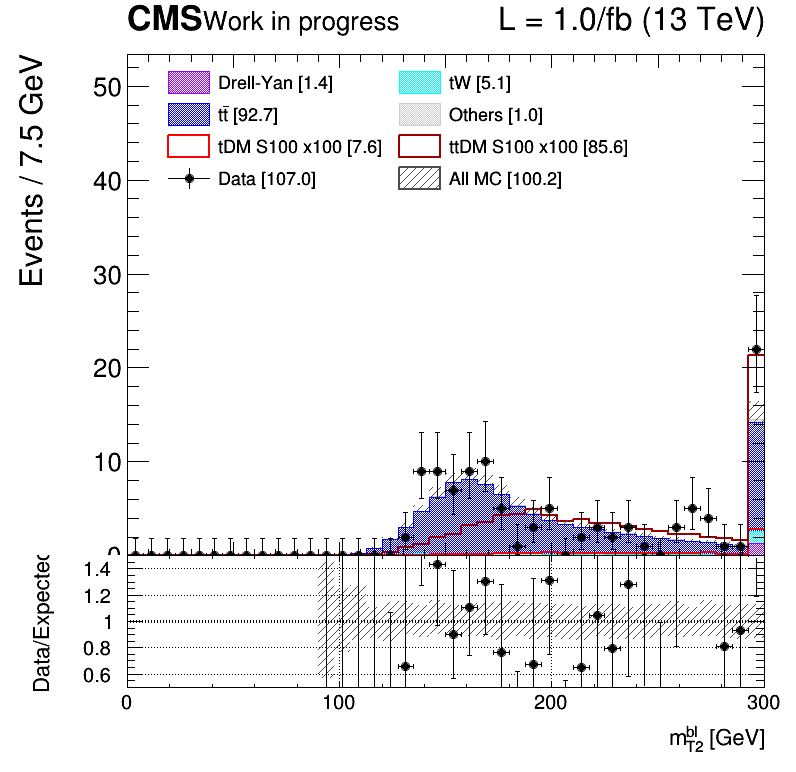 CMS Work in progress L = 1.0/fb (13 TeV)
Events / 7.5 GeV
50
40
30
20
10
0
Drell-Yan [1.4] tW [5.1]
tt̄ [92.7] Others [1.0]
tDM S100 x100 [7.6] ttDM S100 x100 [85.6]
Data [107.0] All MC [100.2]
Data/Expected
1.4
1.2
1
0.8
0.6
0 100 200 300
m_{T2}^{bl} [GeV]